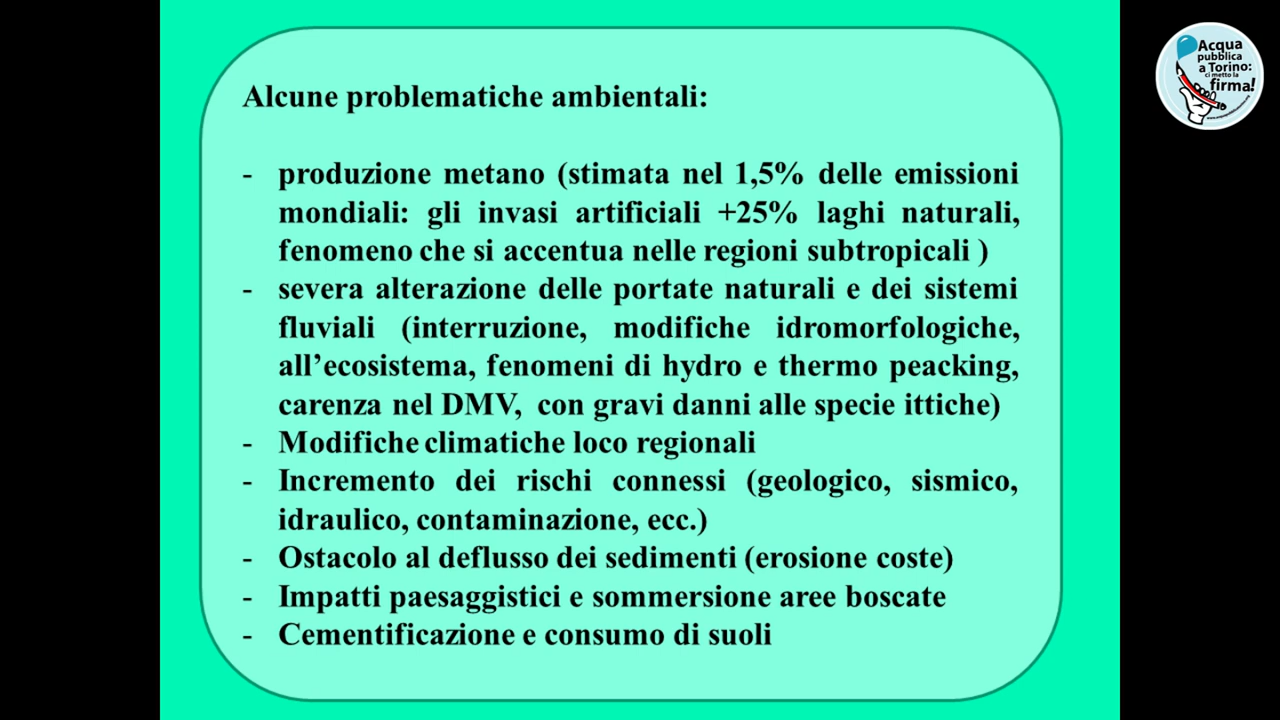 Alcune problematiche ambientali:
- produzione metano (stimata nel 1,5% delle emissioni
mondiali: gli invasi artificiali +25% laghi naturali,
fenomeno che si accentua nelle regioni subtropicali )
- severa alterazione delle portate naturali e dei sistemi
fluviali (interruzione, modifiche idromorfologiche,
all’ecosistema, fenomeni di hydro e thermo peacking,
carenza nel DMV, con gravi danni alle specie ittiche)
- Modifiche climatiche loco regionali
- Incremento dei rischi connessi (geologico, sismico,
idraulico, contaminazione, ecc.)
- Ostacolo al deflusso dei sedimenti (erosione coste)
- Impatti paesaggistici e sommersione aree boscate
- Cementificazione e consumo di suoli
Acqua
pubblica
a Torino:
ci metto la
firma!